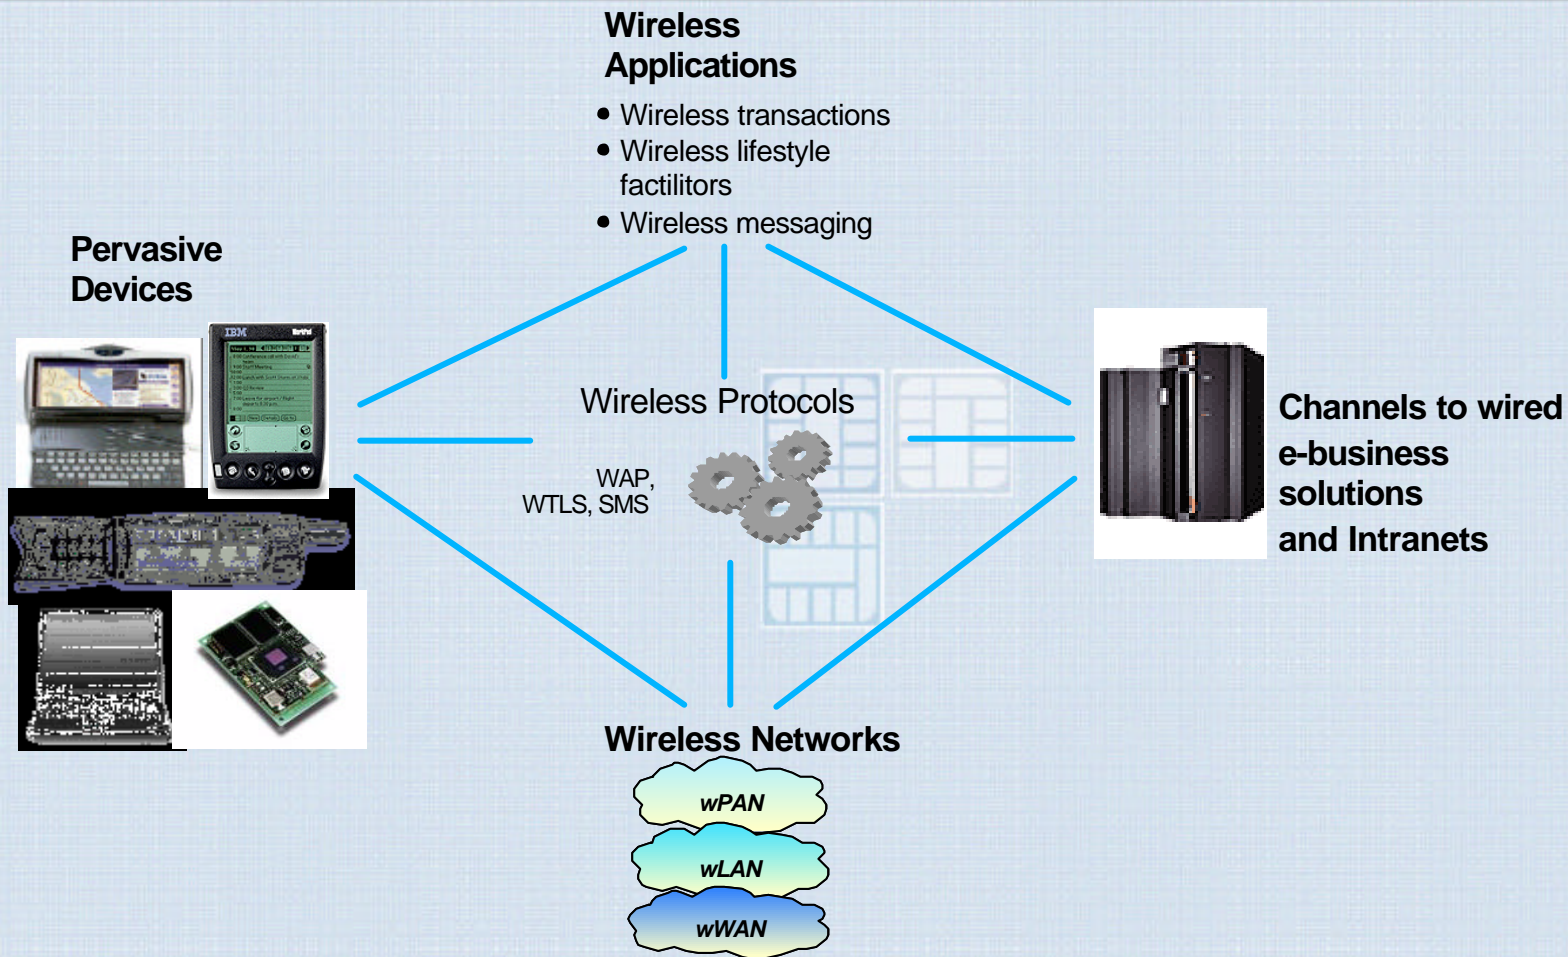 Wireless
Applications
• Wireless transactions
• Wireless lifestyle
factilitors
• Wireless messaging
Pervasive
Devices
IBM
Wireless Protocols
WAP,
WTLS, SMS
Channels to wired
e-business
solutions
and Intranets
Wireless Networks
wPAN
wLAN
wWAN